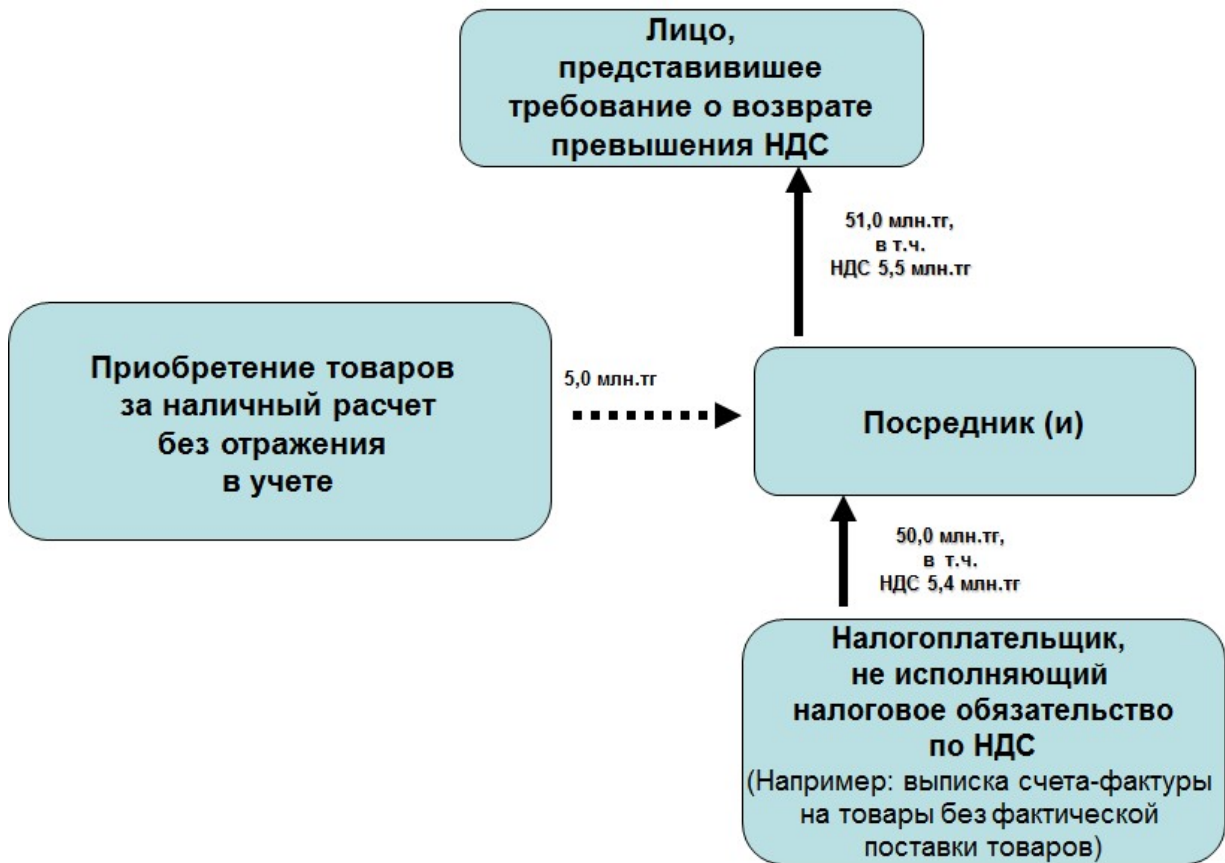 Лицо,
представивишее
требование о возврате
превышения НДС
51,0 млн.тг,
в т.ч.
НДС 5,5 млн.тг
Приобретение товаров
за наличный расчет
без отражения
в учете
5,0 млн.тг
Посредник (и)
50,0 млн.тг,
в т.ч.
НДС 5,4 млн.тг
Налогоплательщик,
не исполняющий
налоговое обязательство
по НДС
(Например: выписка счета-фактуры
на товары без фактической
поставки товаров)